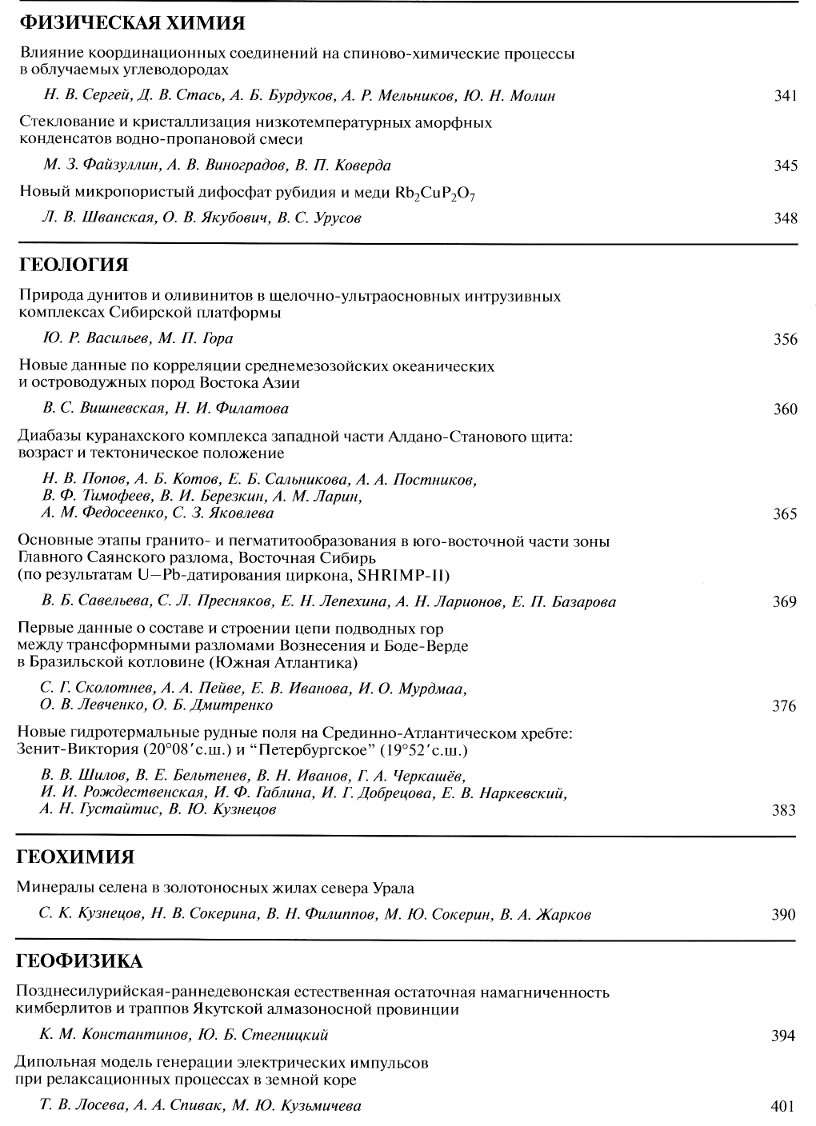 ФИЗИЧЕСКАЯ ХИМИЯ
Влияние координационных соединений на спиново-химические процессы
в облучаемых углеводородах
Н. В. Сергей, Д. В. Стась, А. Б. Бурдуков, А. Р. Мельников, Ю. Н. Молин 341
Стеклование и кристаллизация низкотемпературных аморфных
конденсатов водно-пропановой смеси
М. З. Файзуллин, А. В. Виноградов, В. П. Коверда 345
Новый микропористый дифосфат рубидия и меди Rb₂CuP₂O₇
Л. В. Шванская, О. В. Якубович, В. С. Урусов 348
ГЕОЛОГИЯ
Природа дунитов и оливинитов в щелочно-ультраосновных интрузивных
комплексах Сибирской платформы
Ю. Р. Васильев, М. П. Гора 356
Новые данные по корреляции среднемезозойских океанических
и островодужных пород Востока Азии
В. С. Вишневская, Н. И. Филатова 360
Диабазы куранахского комплекса западной части Алдано-Станового щита:
возраст и тектоническое положение
Н. В. Попов, А. Б. Котов, Е. Б. Сальникова, А. А. Постников,
В. Ф. Тимофеев, В. И. Березкин, А. М. Ларин,
А. М. Федосеенко, С. З. Яковлева 365
Основные этапы гранито- и пегматитообразования в юго-восточной части зоны
Главного Саянского разлома, Восточная Сибирь
(по результатам U–Pb-датирования циркона, SHRIMP-II)
В. Б. Савельева, С. Л. Пресняков, Е. Н. Лепехина, А. Н. Ларионов, Е. П. Базарова 369
Первые данные о составе и строении цепи подводных гор
между трансформными разломами Вознесения и Боде-Верде
в Бразильской котловине (Южная Атлантика)
С. Г. Сколотнев, А. А. Пейве, Е. В. Иванова, И. О. Мурдмаа,
О. В. Левченко, О. Б. Дмитренко 376
Новые гидротермальные рудные поля на Срединно-Атлантическом хребте:
Зенит-Виктория (20°08′с.ш.) и “Петербургское” (19°52′с.ш.)
В. В. Шилов, В. Е. Бельтенев, В. Н. Иванов, Г. А. Черкашёв,
И. И. Рождественская, И. Ф. Габлина, И. Г. Добрецова, Е. В. Наркевский,
А. Н. Густайтис, В. Ю. Кузнецов 383
ГЕОХИМИЯ
Минералы селена в золотоносных жилах севера Урала
С. К. Кузнецов, Н. В. Сокерина, В. Н. Филиппов, М. Ю. Сокерин, В. А. Жарков 390
ГЕОФИЗИКА
Позднесилурийская-раннедевонская естественная остаточная намагниченность
кимберлитов и траппов Якутской алмазоносной провинции
К. М. Константинов, Ю. Б. Стегницкий 394
Дипольная модель генерации электрических импульсов
при релаксационных процессах в земной коре
Т. В. Лосева, А. А. Спивак, М. Ю. Кузьмичева 401